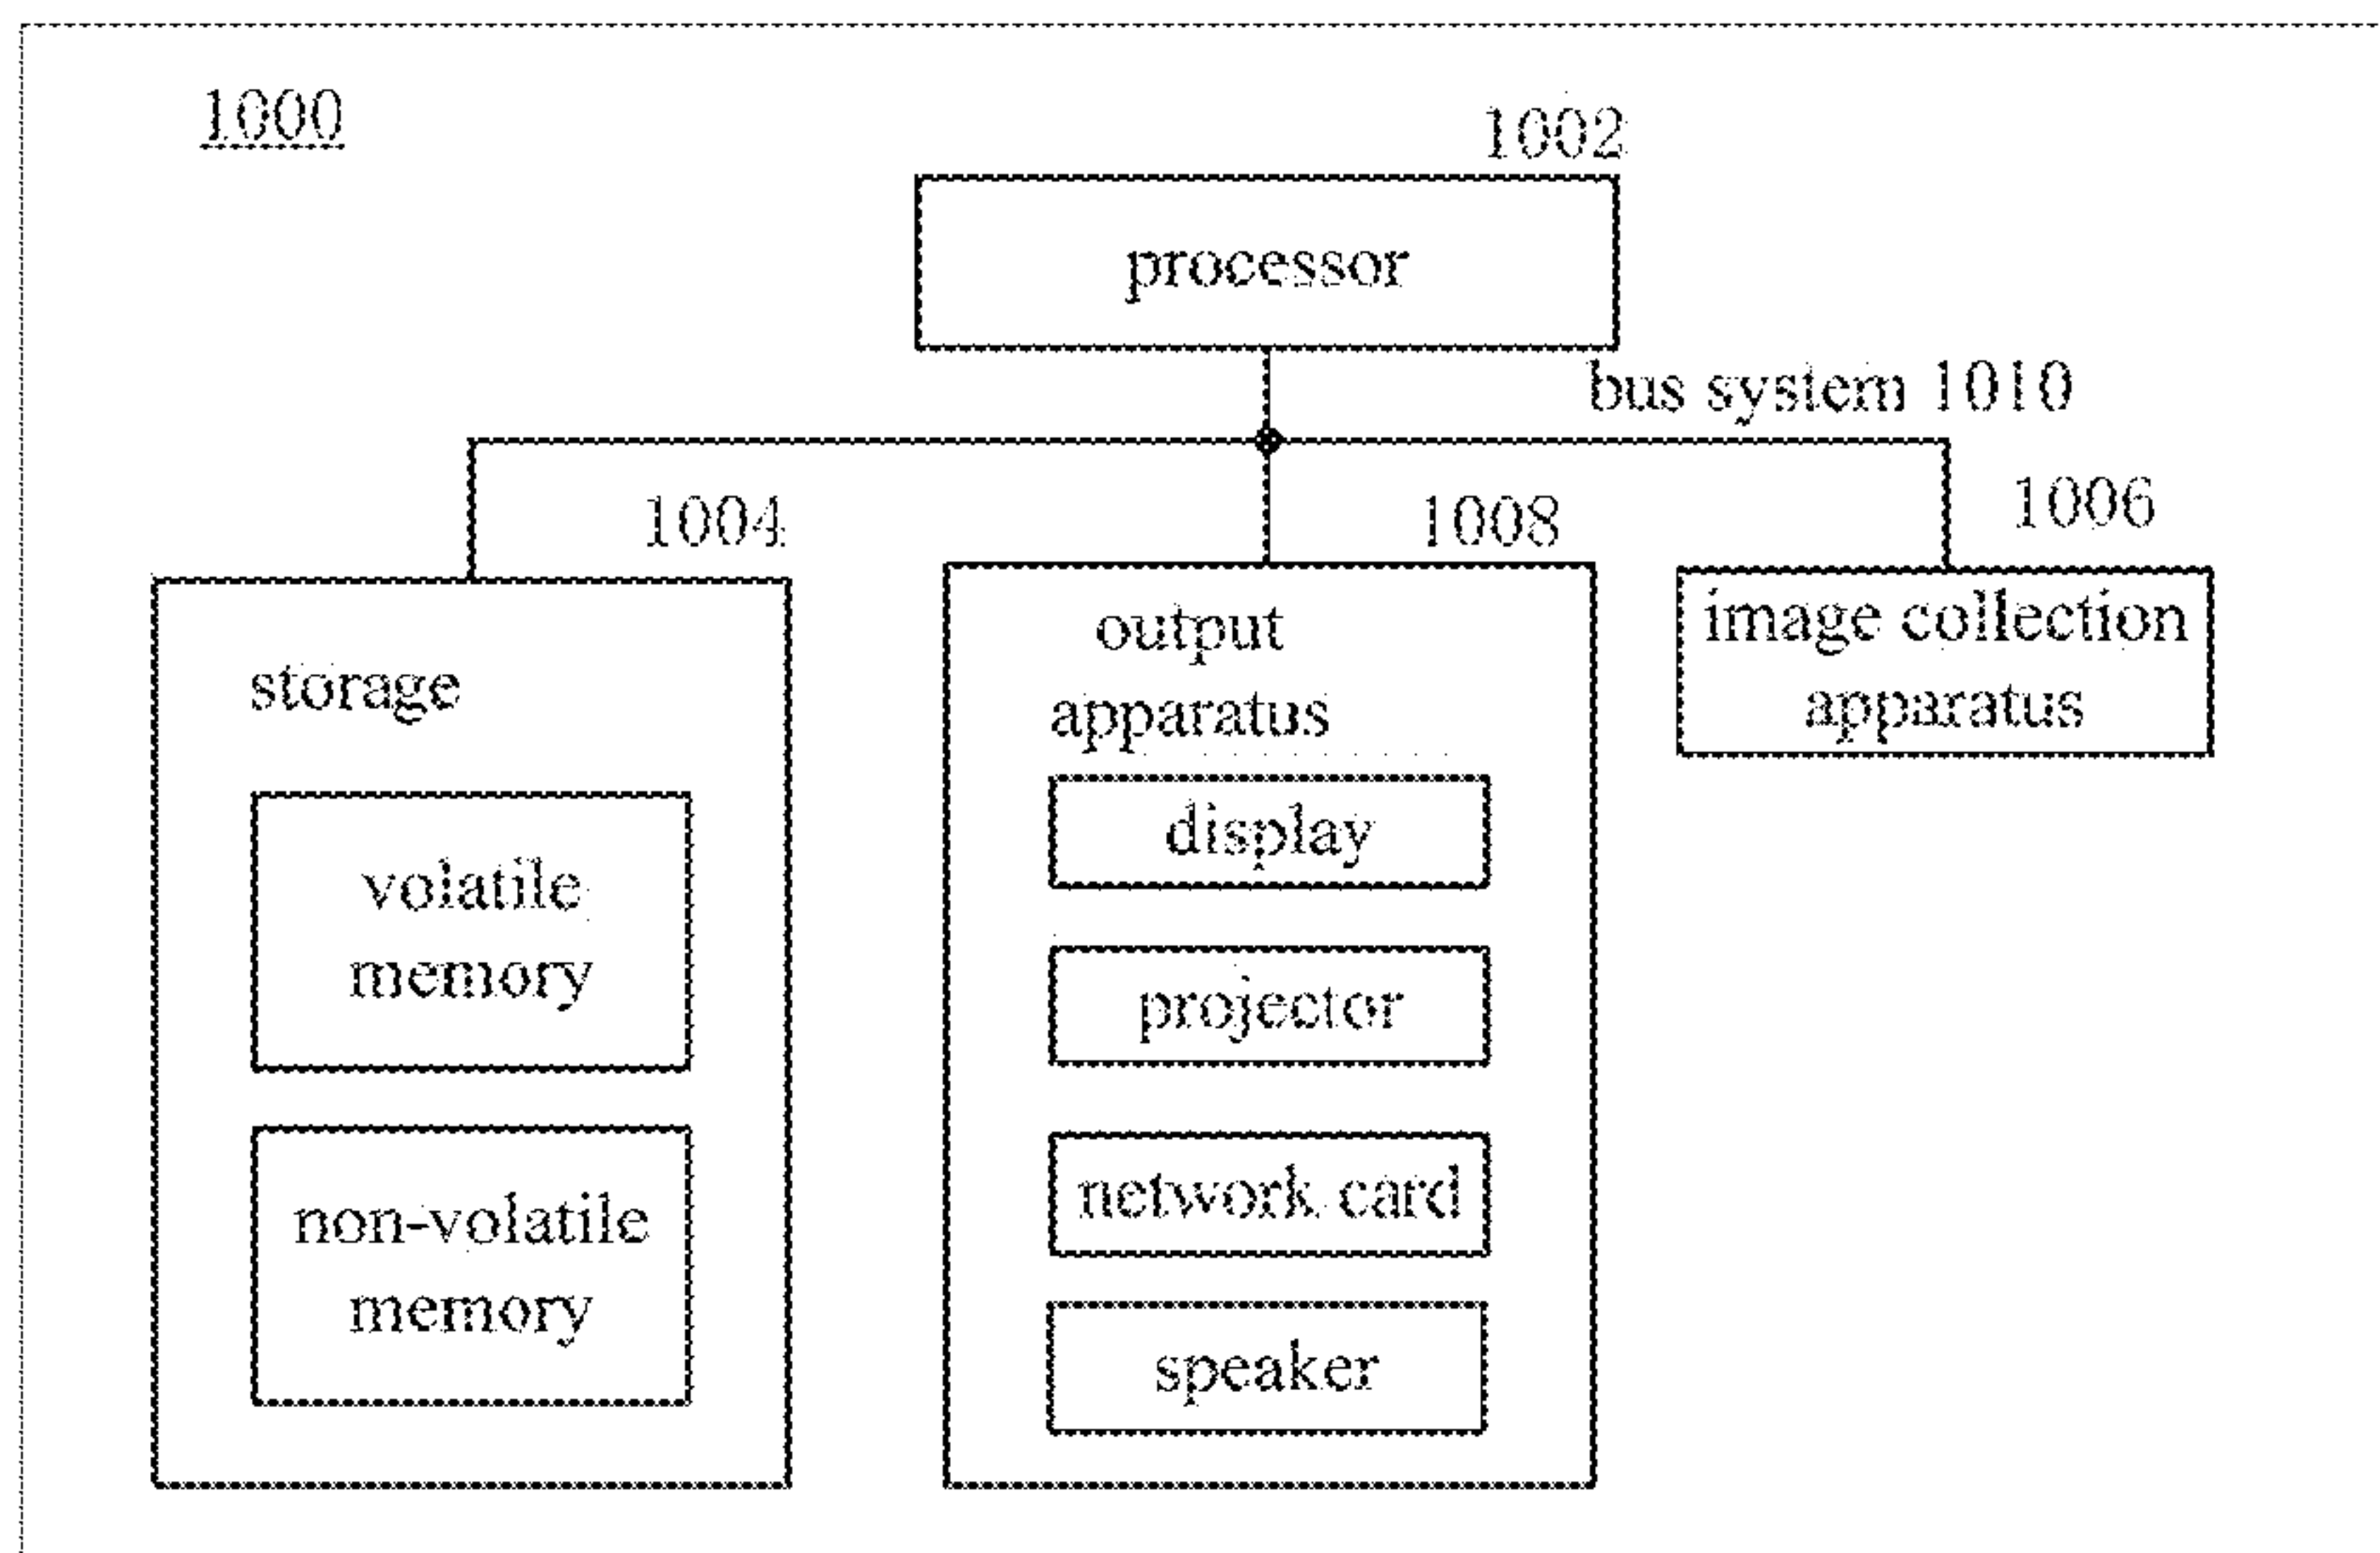 1000
1002
processor
bus system 1010
1004
1008
1006
storage
volatile
memory
non-volatile
memory
output
apparatus
display
projector
network card
speaker
image collection
apparatus